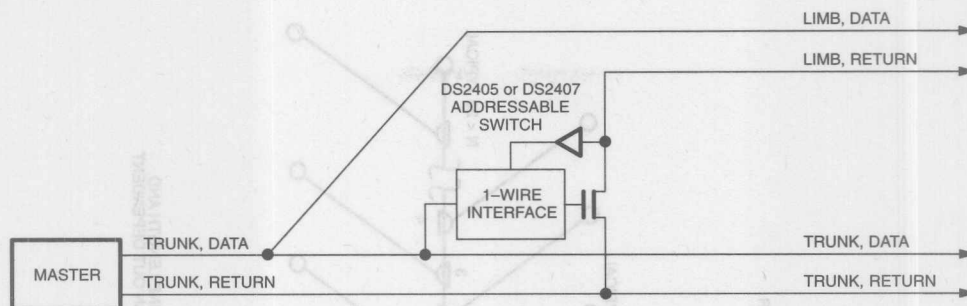 LIMB, DATA
LIMB, RETURN
DS2405 or DS2407
ADDRESSABLE
SWITCH
1–WIRE
INTERFACE
MASTER
TRUNK, DATA
TRUNK, DATA
TRUNK, RETURN
TRUNK, RETURN